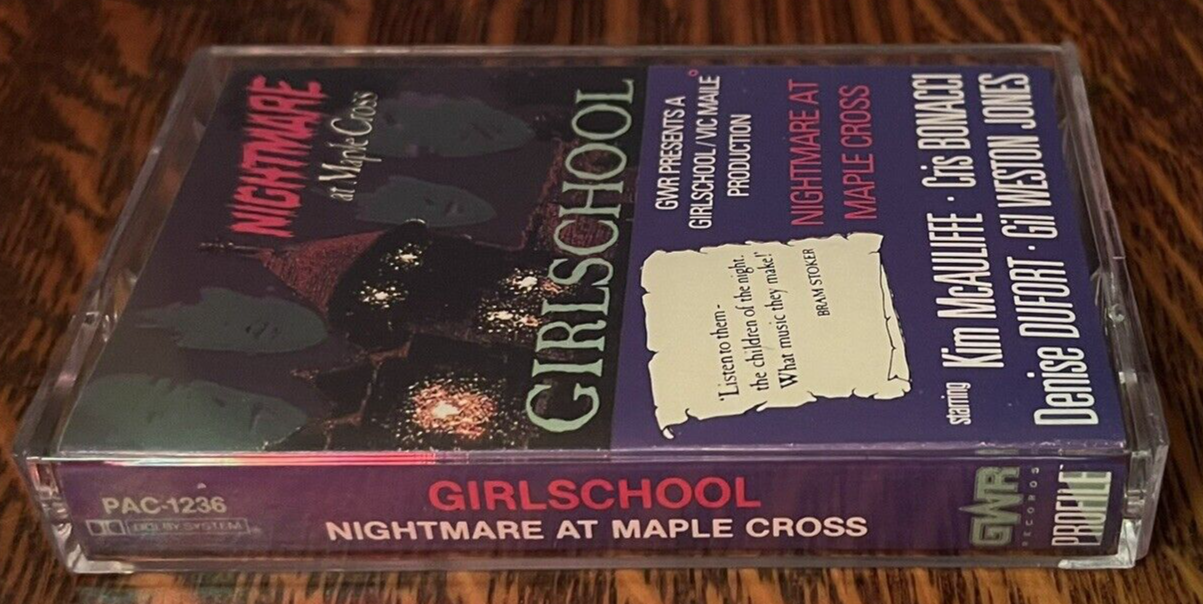 NIGHTMARE
at Maple Cross
GIRLSCHOOL
GWR PRESENTS A
GIRLSCHOOL / VIC MAILE
PRODUCTION
NIGHTMARE AT
MAPLE CROSS
'Listen to them -
the children of the night.
What music they make!'
BRAM STOKER
starring Kim McAULIFFE · Cris BONACCI
Denise DUFORT · Gil WESTON JONES
PAC-1236
DOLBY SYSTEM
GIRLSCHOOL
NIGHTMARE AT MAPLE CROSS
GWR
RECORDS
PROFILE